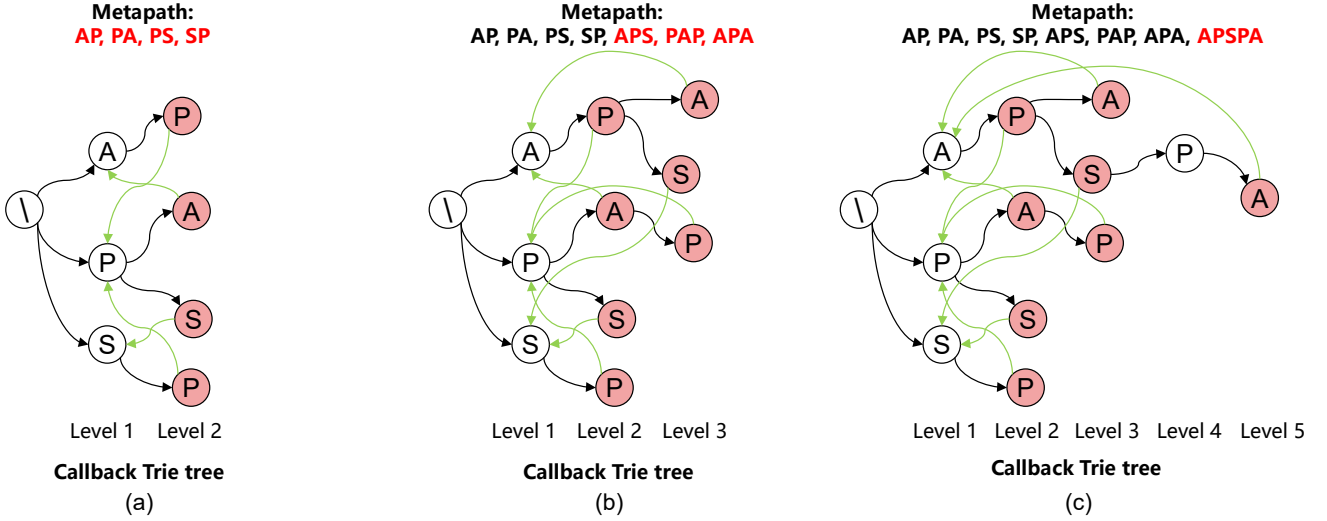 Metapath:
AP, PA, PS, SP
P
A
\
A
P
S
S
P
Level 1 Level 2
Callback Trie tree
(a)
Metapath:
AP, PA, PS, SP, APS, PAP, APA
A
P
A
S
\
A
P
P
S
S
P
Level 1 Level 2 Level 3
Callback Trie tree
(b)
Metapath:
AP, PA, PS, SP, APS, PAP, APA, APSPA
A
P
A
P
S
A
\
A
P
P
S
S
P
Level 1 Level 2 Level 3 Level 4 Level 5
Callback Trie tree
(c)